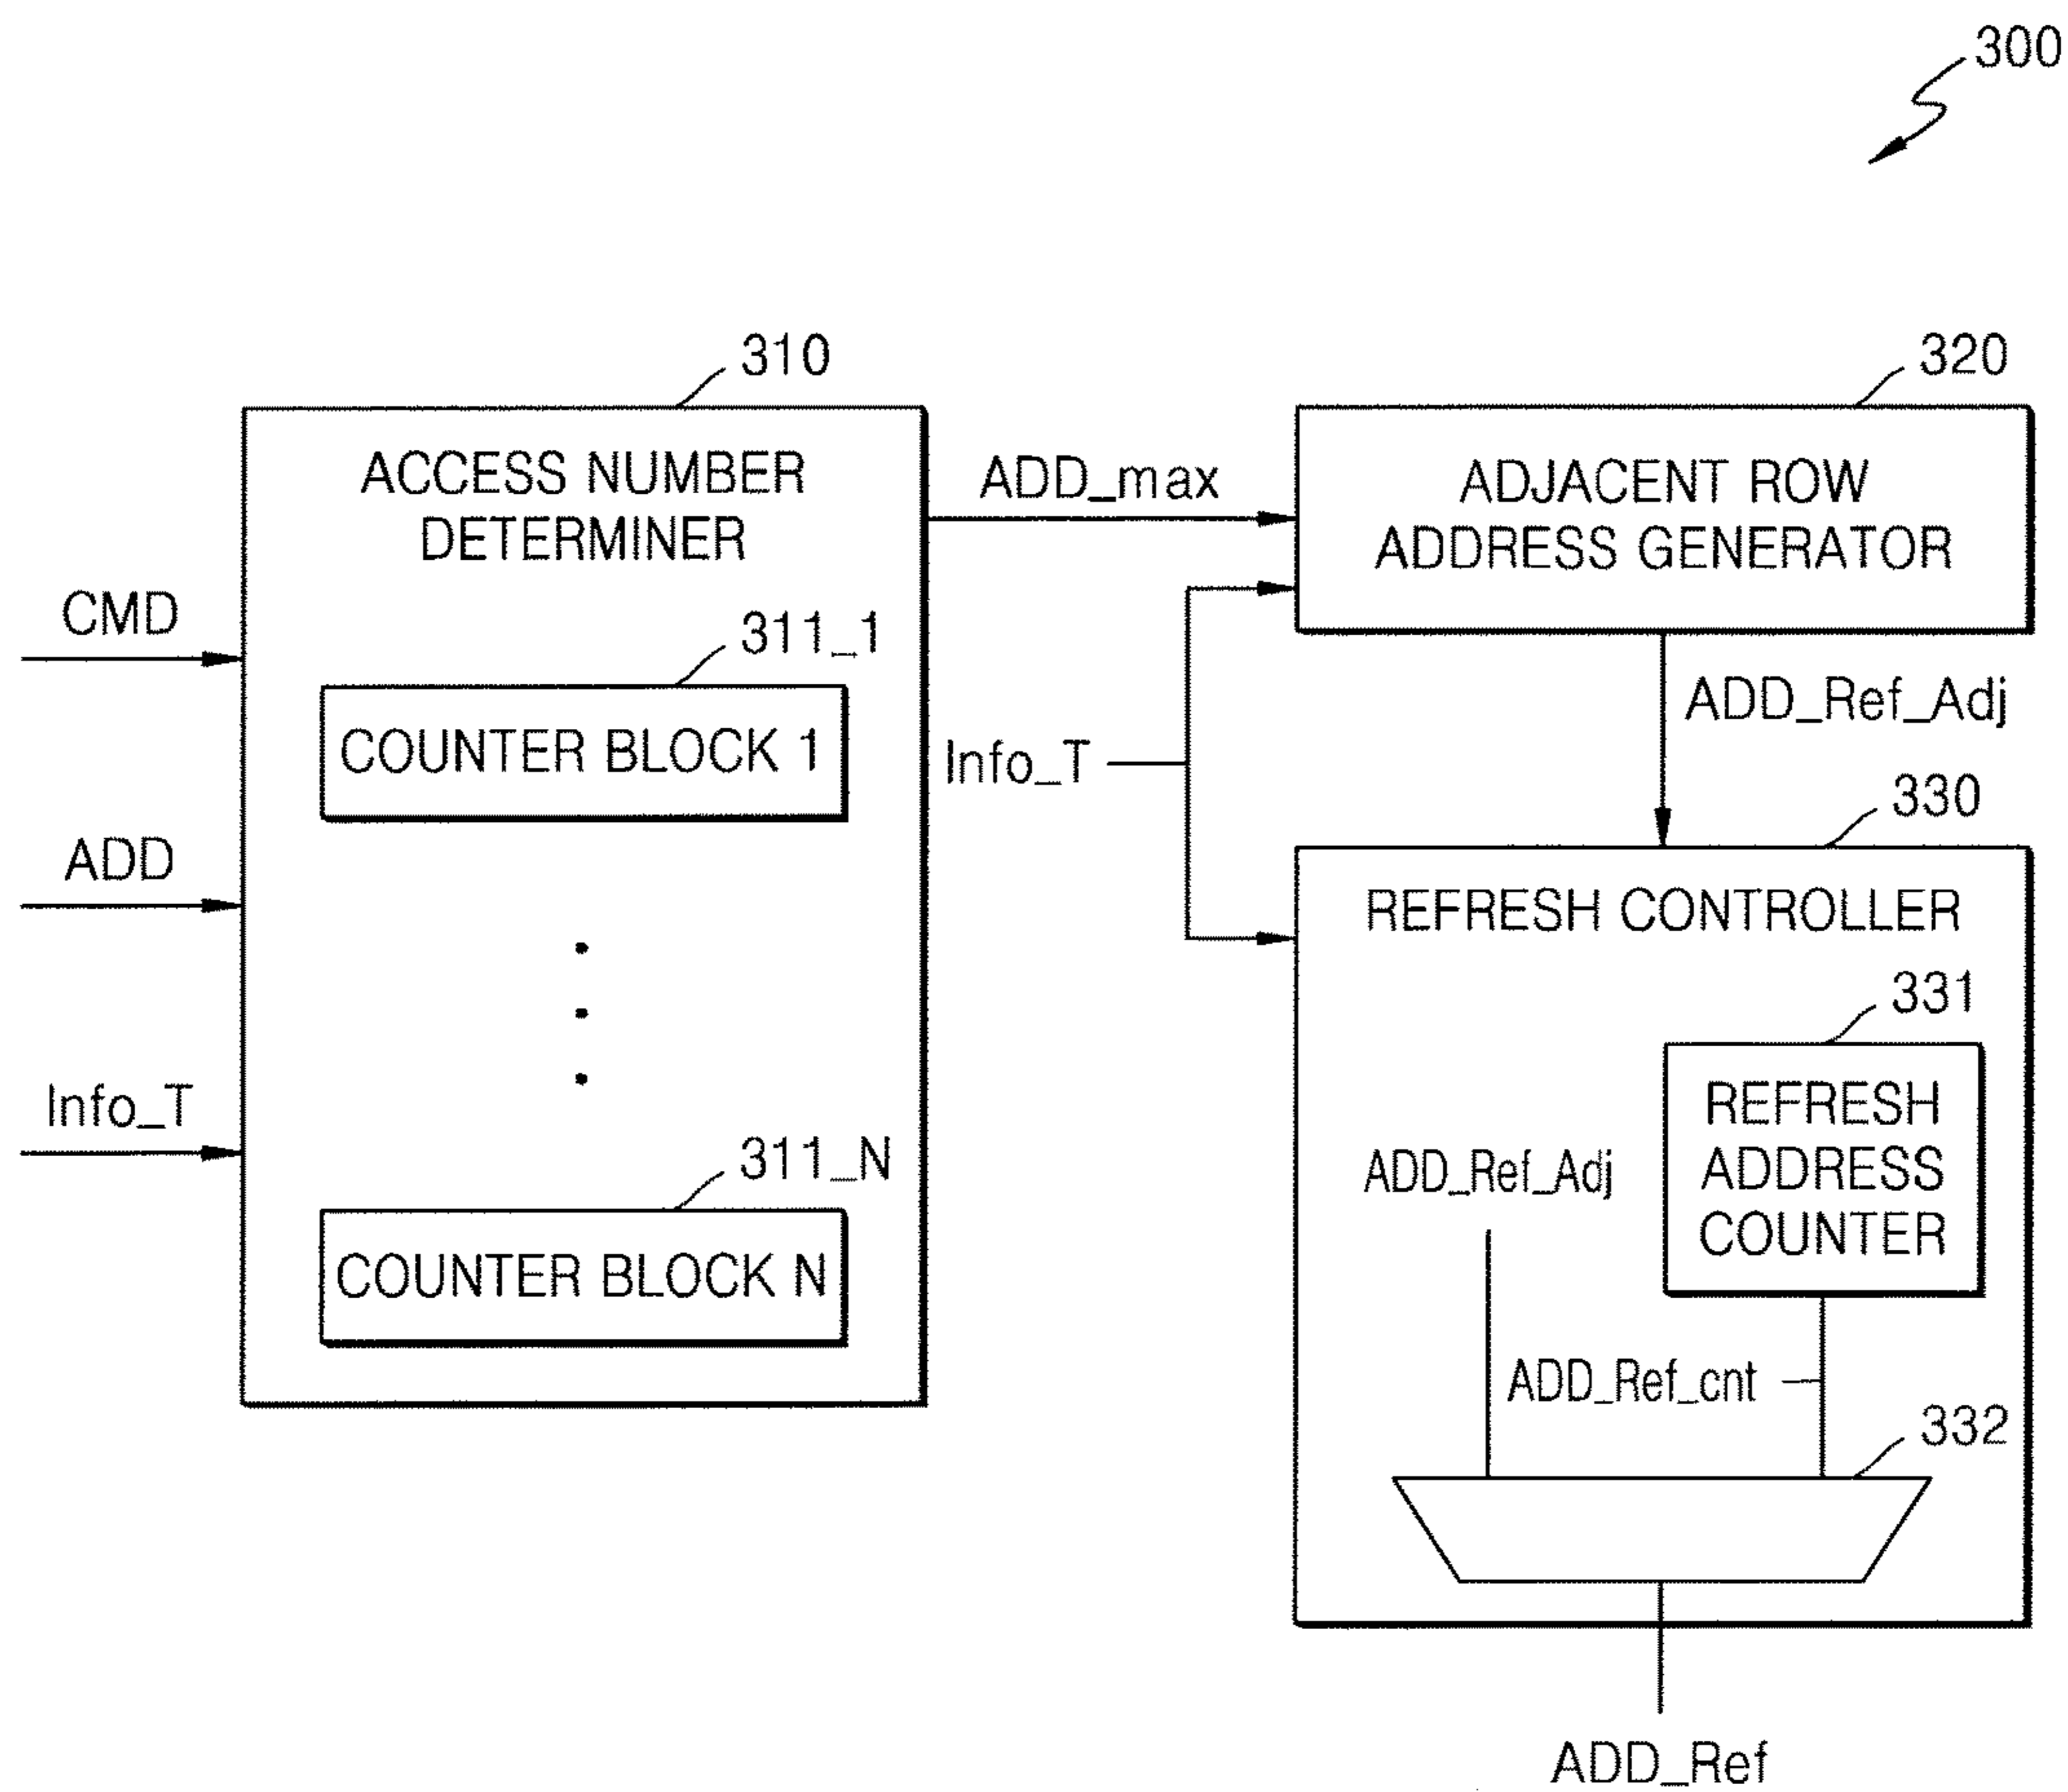 300
310
ACCESS NUMBER
DETERMINER
CMD
ADD
Info_T
311_1
COUNTER BLOCK 1
311_N
COUNTER BLOCK N
ADD_max
Info_T
320
ADJACENT ROW
ADDRESS GENERATOR
ADD_Ref_Adj
330
REFRESH CONTROLLER
331
REFRESH
ADDRESS
COUNTER
ADD_Ref_Adj
ADD_Ref_cnt
332
ADD_Ref